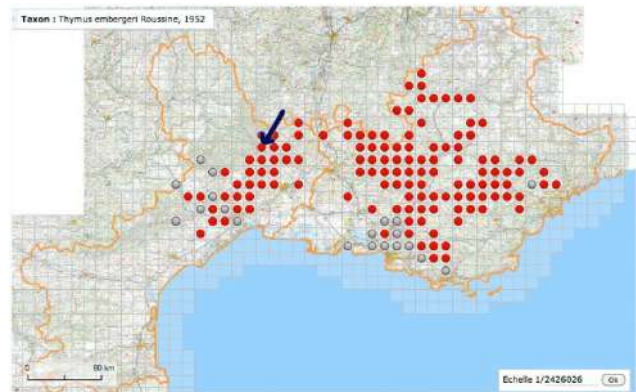 Taxon : Thymus embergeri Roussine, 1952
0 80 km
Echelle 1/2426026 Ok